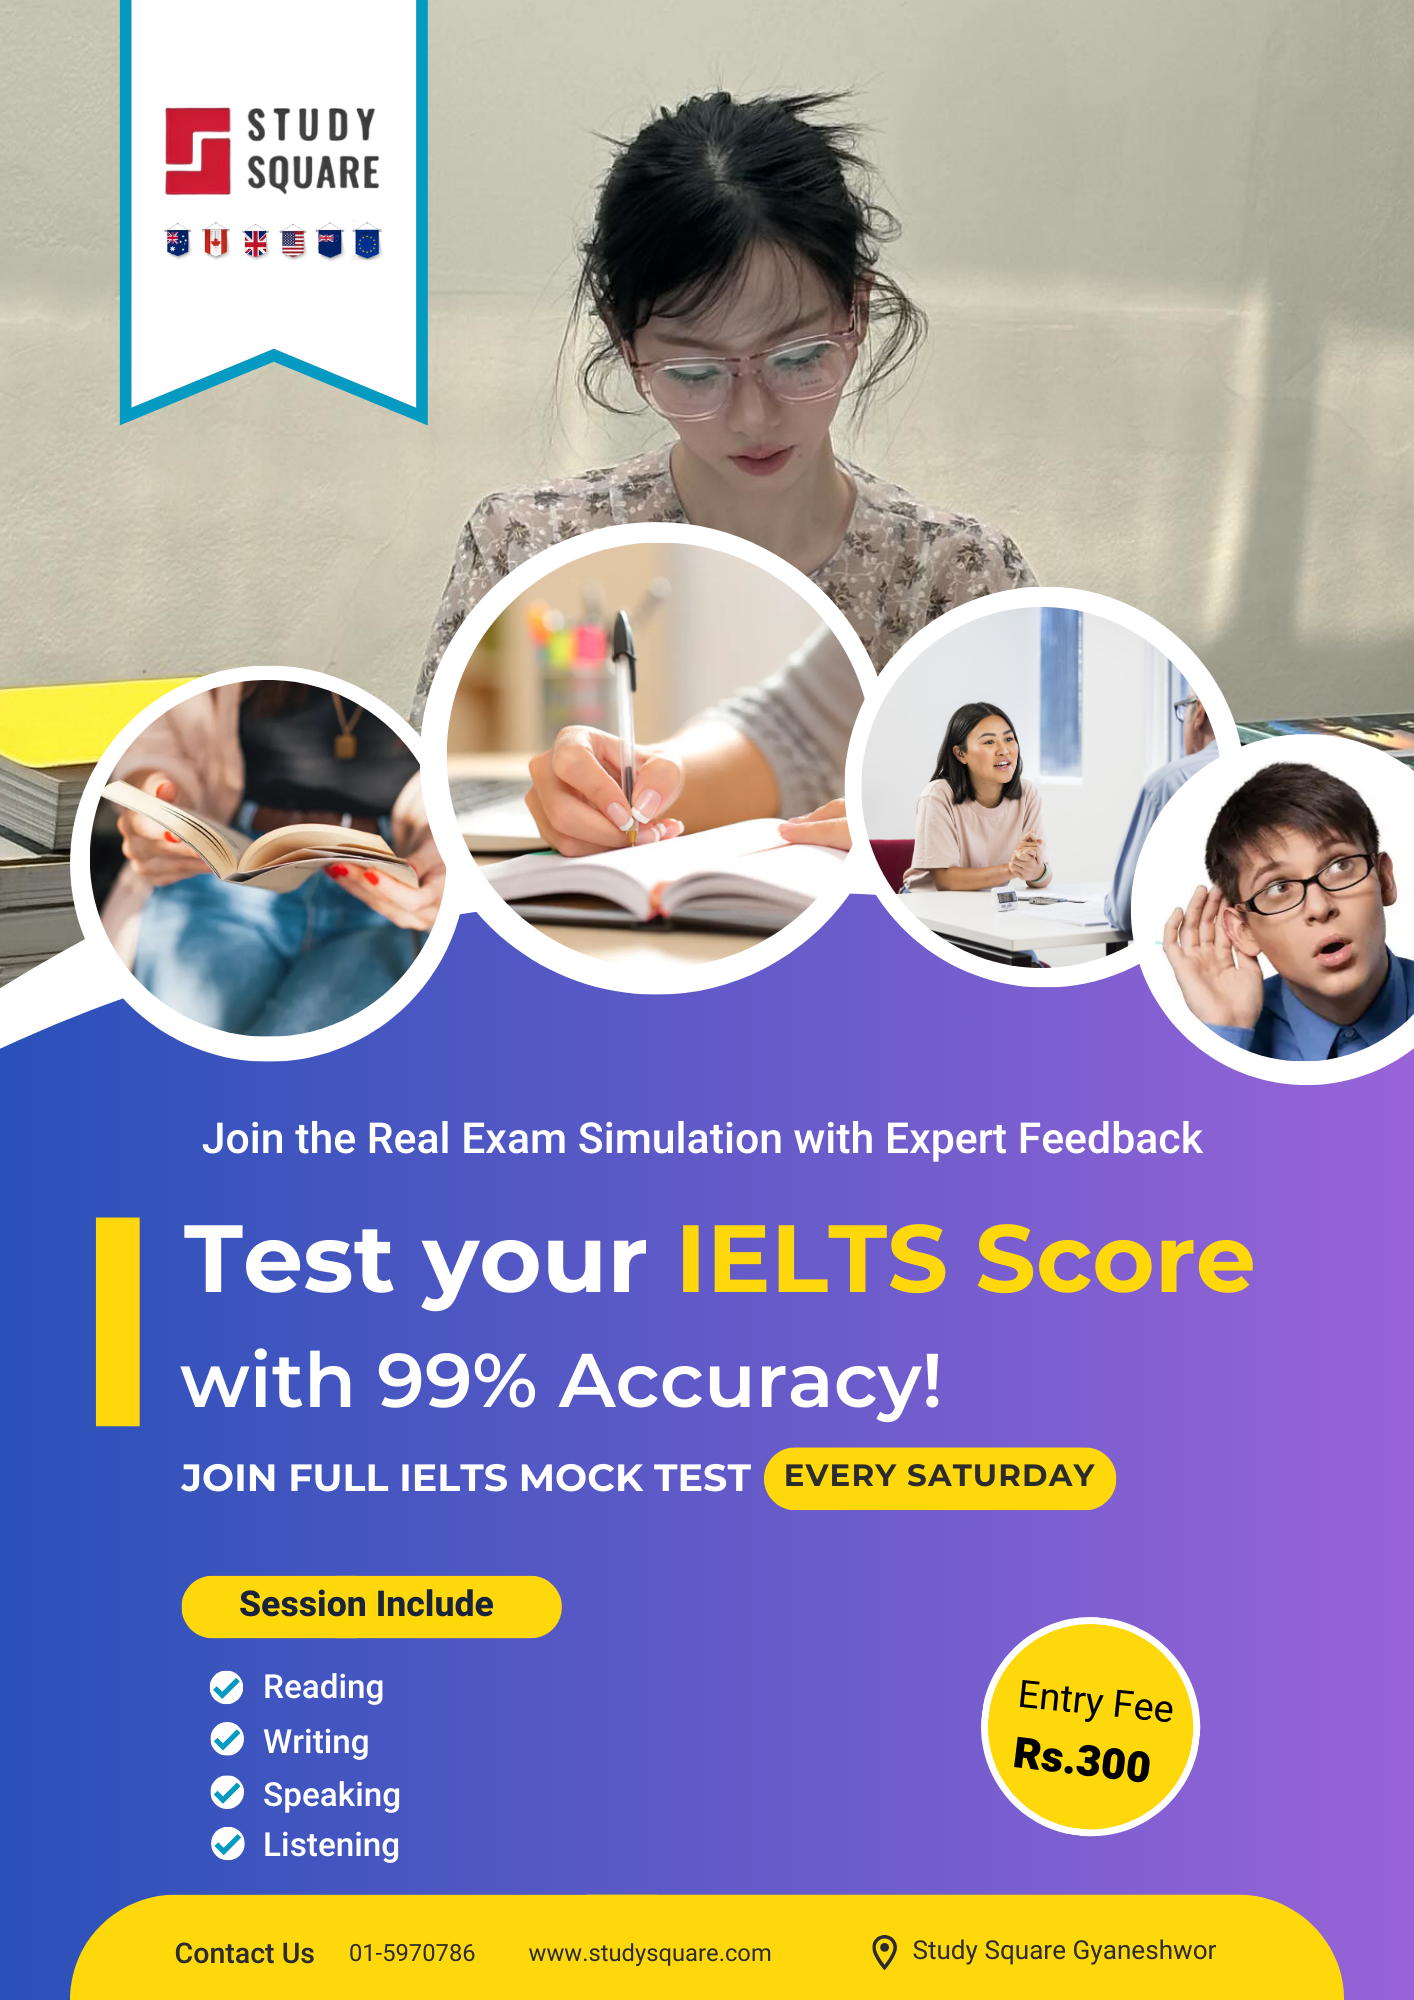 STUDY
SQUARE
Join the Real Exam Simulation with Expert Feedback
Test your IELTS Score
with 99% Accuracy!
JOIN FULL IELTS MOCK TEST EVERY SATURDAY
Session Include
Reading
Writing
Speaking
Listening
Entry Fee
Rs.300
Contact Us 01-5970786 www.studysquare.com Study Square Gyaneshwor